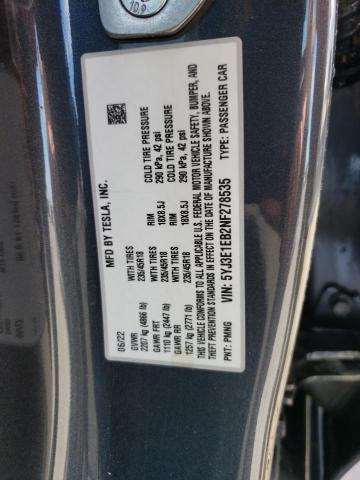 10.9
MFD BY TESLA, INC.
06/22
GVWR
2207 kg (4866 lb)
GAWR FRT WITH TIRES RIM COLD TIRE PRESSURE
1110 kg (2447 lb) 235/45R18 18X8.5J 290 kPa, 42 psi
GAWR RR WITH TIRES RIM COLD TIRE PRESSURE
1257 kg (2771 lb) 235/45R18 18X8.5J 290 kPa, 42 psi
THIS VEHICLE CONFORMS TO ALL APPLICABLE U.S. FEDERAL MOTOR VEHICLE SAFETY, BUMPER, AND
THEFT PREVENTION STANDARDS IN EFFECT ON THE DATE OF MANUFACTURE SHOWN ABOVE.
VIN: 5YJ3E1EB2NF278535 TYPE: PASSENGER CAR
PNT: PMNG